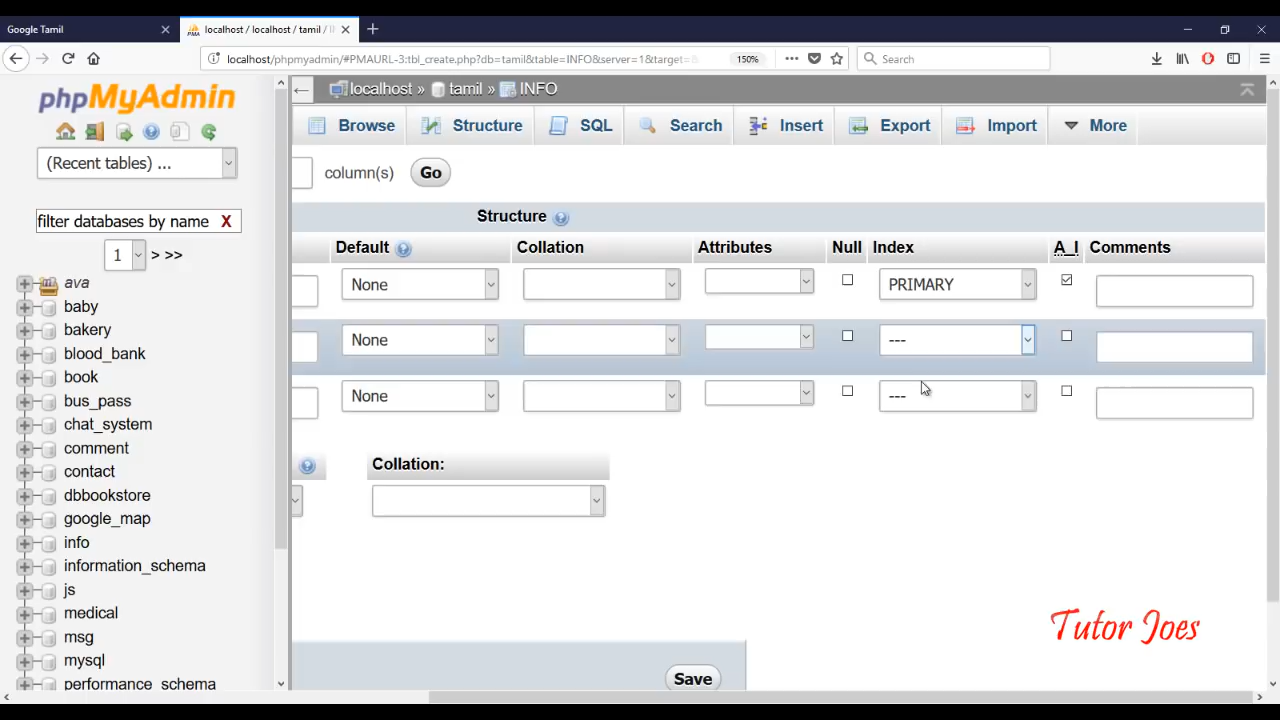 Google Tamil
localhost / localhost / tamil / I
localhost/phpmyadmin/#PMAURL-3:tbl_create.php?db=tamil&table=INFO&server=1&target=
150%
Search
phpMyAdmin
(Recent tables) ...
filter databases by name X
1 > >>
ava
baby
bakery
blood_bank
book
bus_pass
chat_system
comment
contact
dbbookstore
google_map
info
information_schema
js
medical
msg
mysql
performance_schema
localhost » tamil » INFO
Browse Structure SQL Search Insert Export Import More
column(s) Go
Structure
Default Collation Attributes Null Index A_I Comments
None PRIMARY
None ---
None ---
Collation:
Save
Tutor Joes